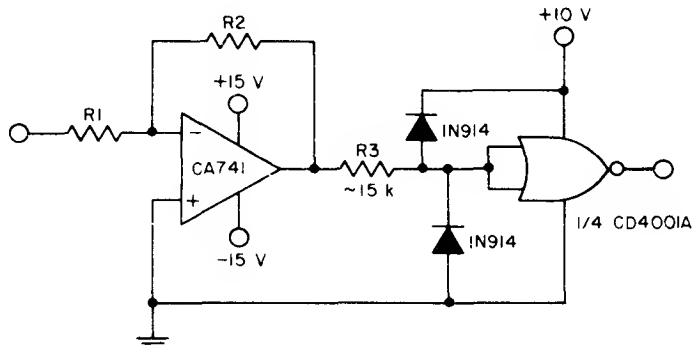 R2
+10 V
+15 V
R1
−
1N914
CA741
R3
+
~15 k
1N914
1/4 CD4001A
−15 V